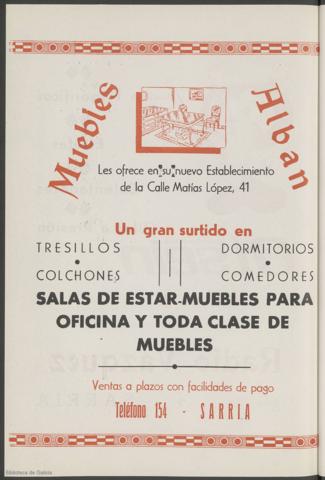 Muebles Alban
Les ofrece en su nuevo Establecimiento
de la Calle Matías López, 41
Un gran surtido en
TRESILLOS
DORMITORIOS
COLCHONES
COMEDORES
SALAS DE ESTAR-MUEBLES PARA
OFICINA Y TODA CLASE DE
MUEBLES
Ventas a plazos con facilidades de pago
Teléfono 154 - SARRIA
Biblioteca de Galicia